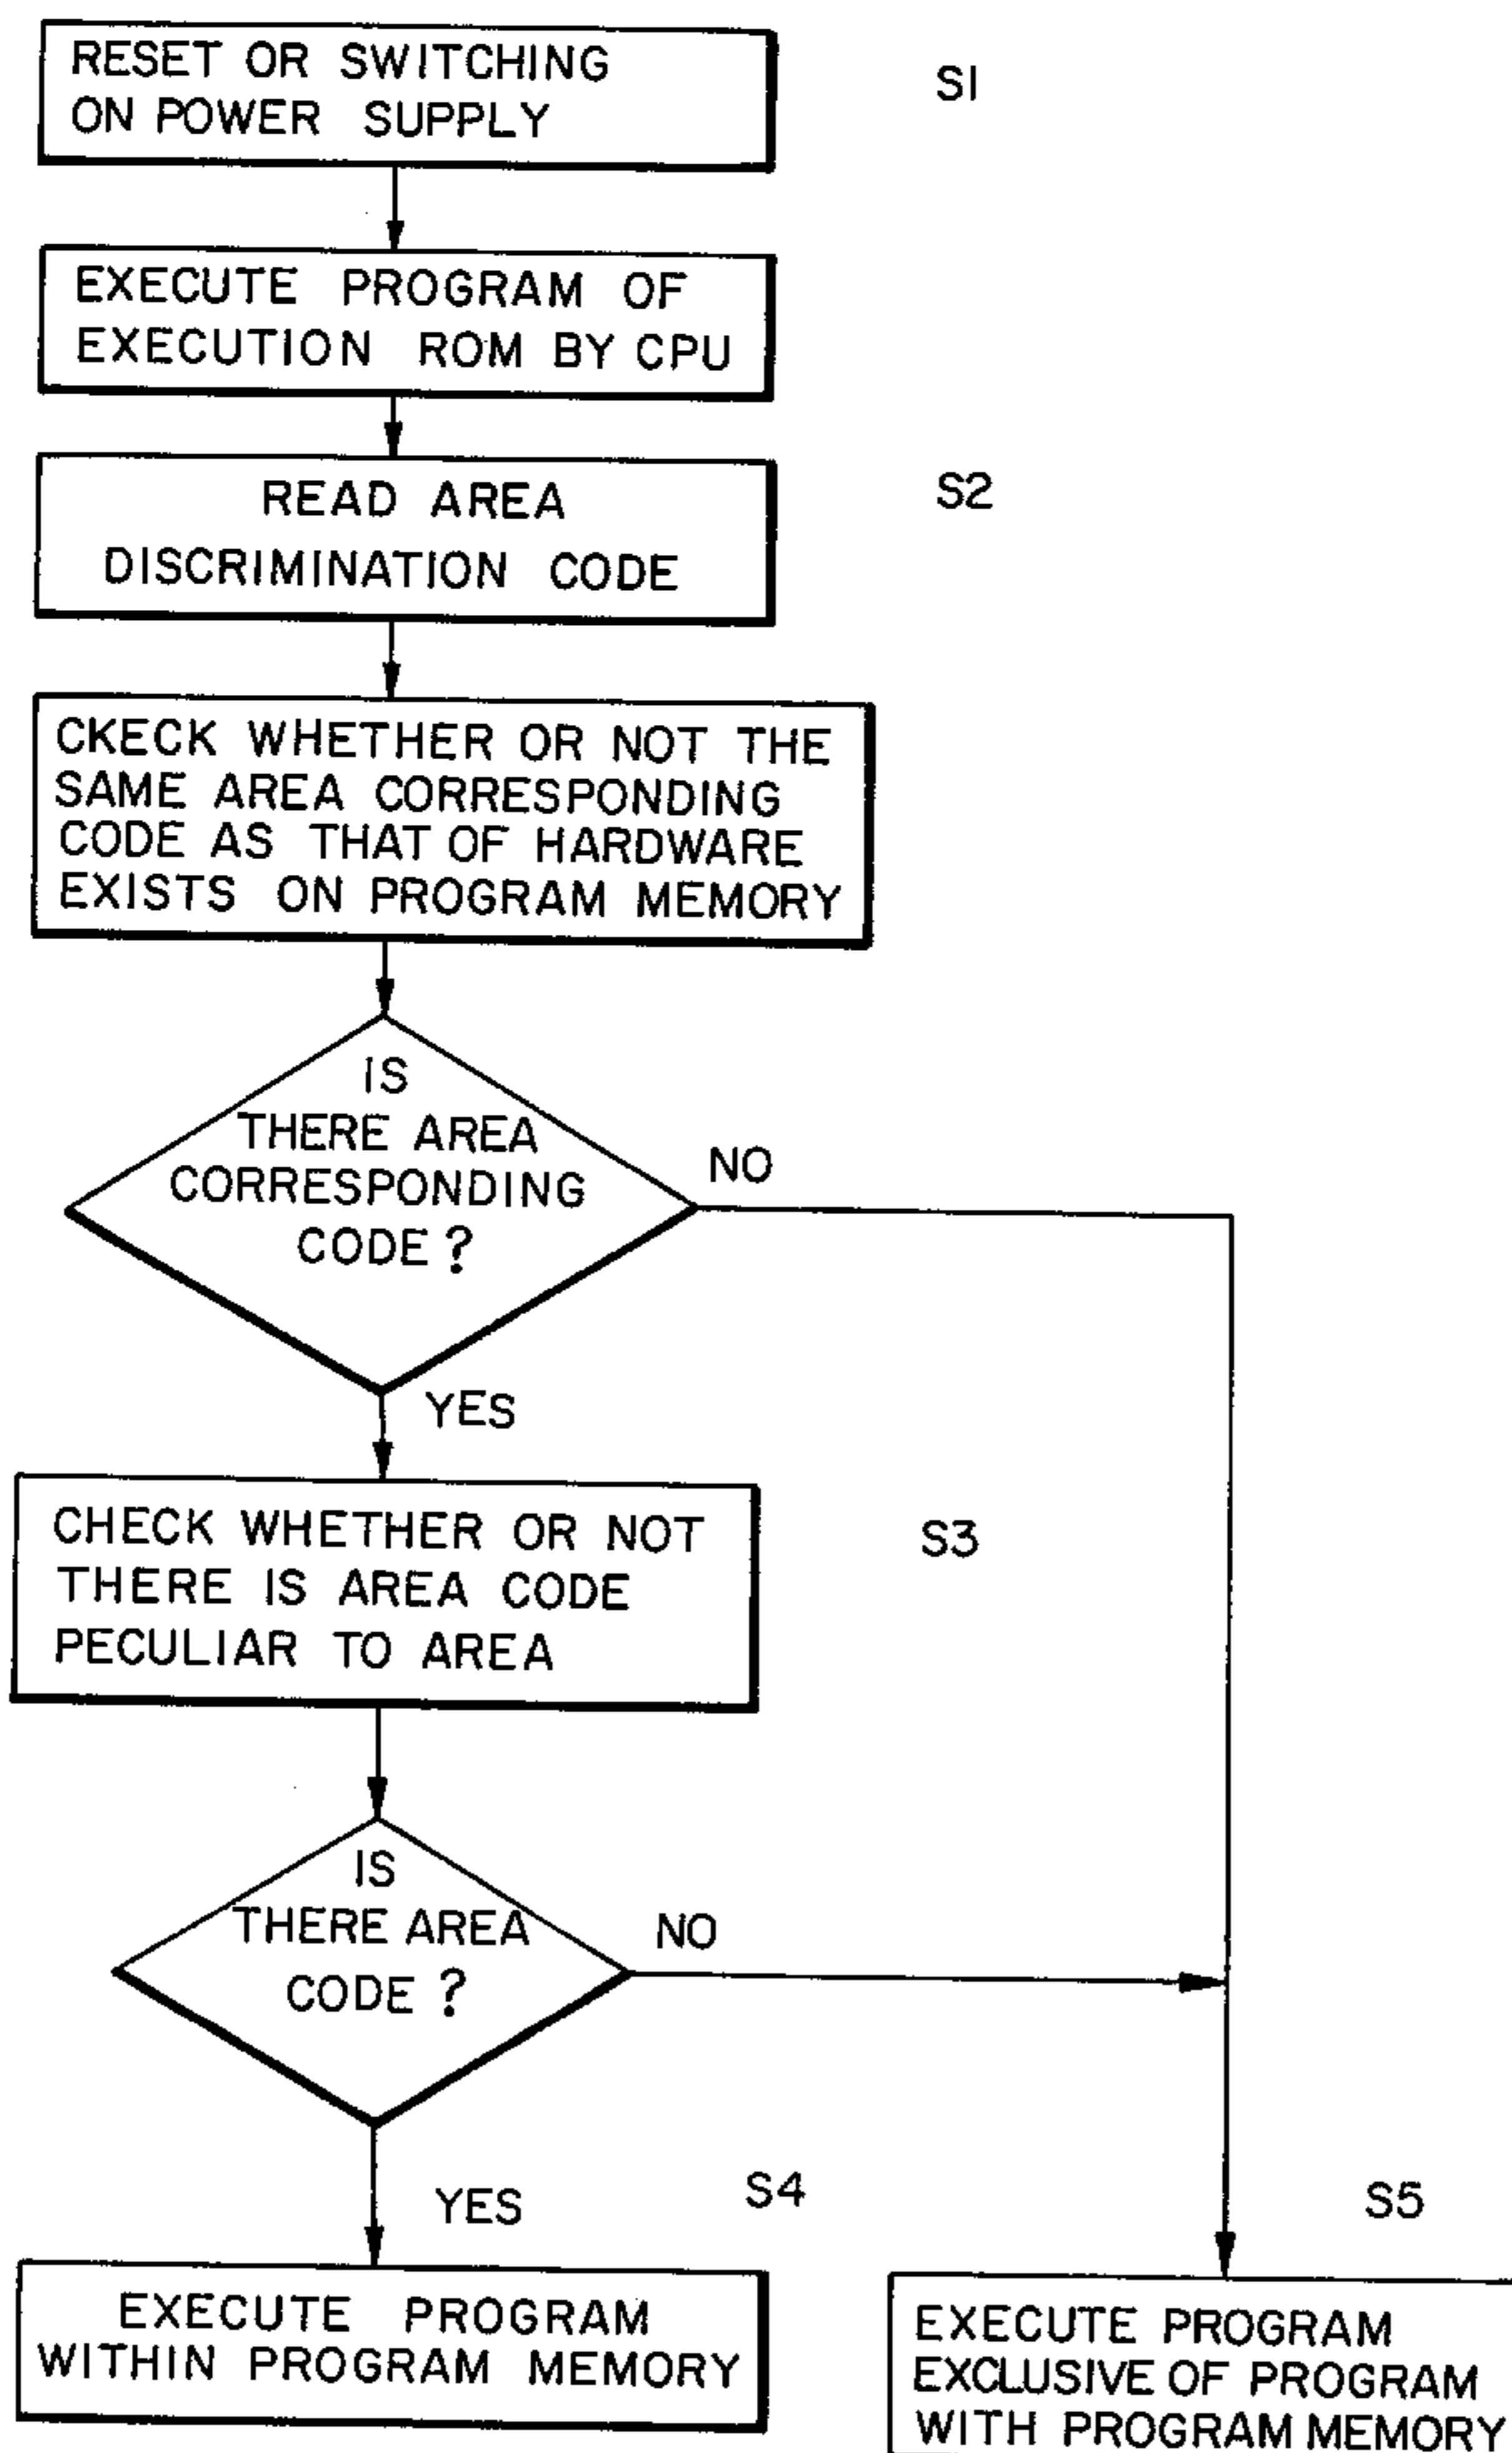 RESET OR SWITCHING
ON POWER SUPPLY
S1
EXECUTE PROGRAM OF
EXECUTION ROM BY CPU
READ AREA
DISCRIMINATION CODE
S2
CKECK WHETHER OR NOT THE
SAME AREA CORRESPONDING
CODE AS THAT OF HARDWARE
EXISTS ON PROGRAM MEMORY
IS
THERE AREA
CORRESPONDING
CODE ?
NO
YES
CHECK WHETHER OR NOT
THERE IS AREA CODE
PECULIAR TO AREA
S3
IS
THERE AREA
CODE ?
NO
YES
S4
EXECUTE PROGRAM
WITHIN PROGRAM MEMORY
S5
EXECUTE PROGRAM
EXCLUSIVE OF PROGRAM
WITH PROGRAM MEMORY